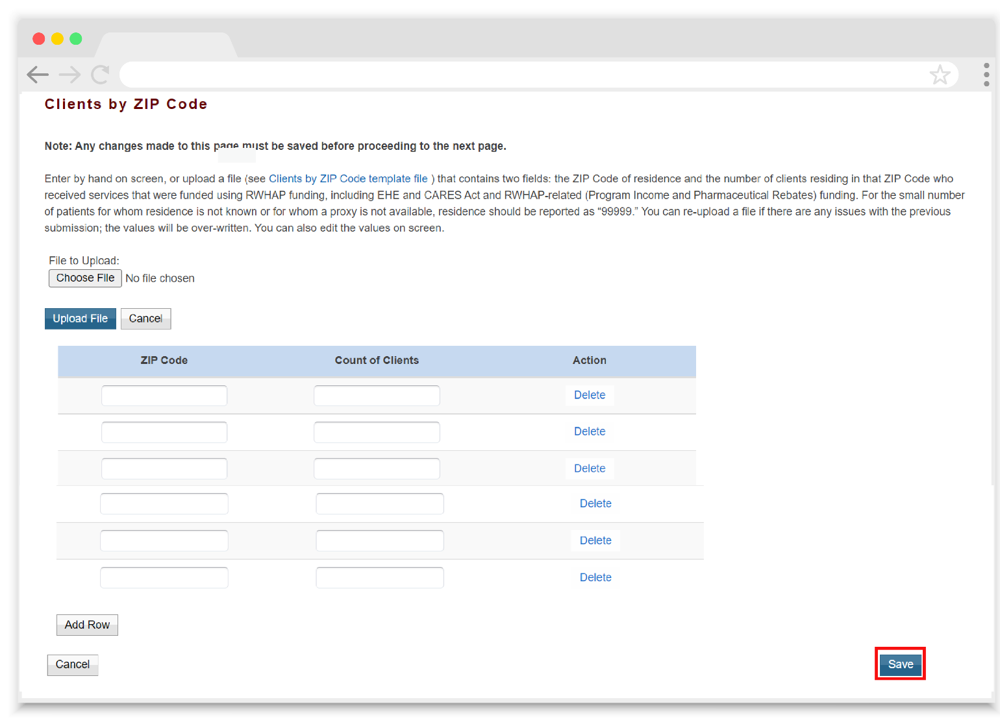 Clients by ZIP Code
Note: Any changes made to this page must be saved before proceeding to the next page.
Enter by hand on screen, or upload a file (see Clients by ZIP Code template file ) that contains two fields: the ZIP Code of residence and the number of clients residing in that ZIP Code who
received services that were funded using RWHAP funding, including EHE and CARES Act and RWHAP-related (Program Income and Pharmaceutical Rebates) funding. For the small number
of patients for whom residence is not known or for whom a proxy is not available, residence should be reported as “99999.” You can re-upload a file if there are any issues with the previous
submission; the values will be over-written. You can also edit the values on screen.
File to Upload:
Choose File No file chosen
Upload File Cancel
ZIP Code Count of Clients Action
Delete
Delete
Delete
Delete
Delete
Delete
Add Row
Cancel Save